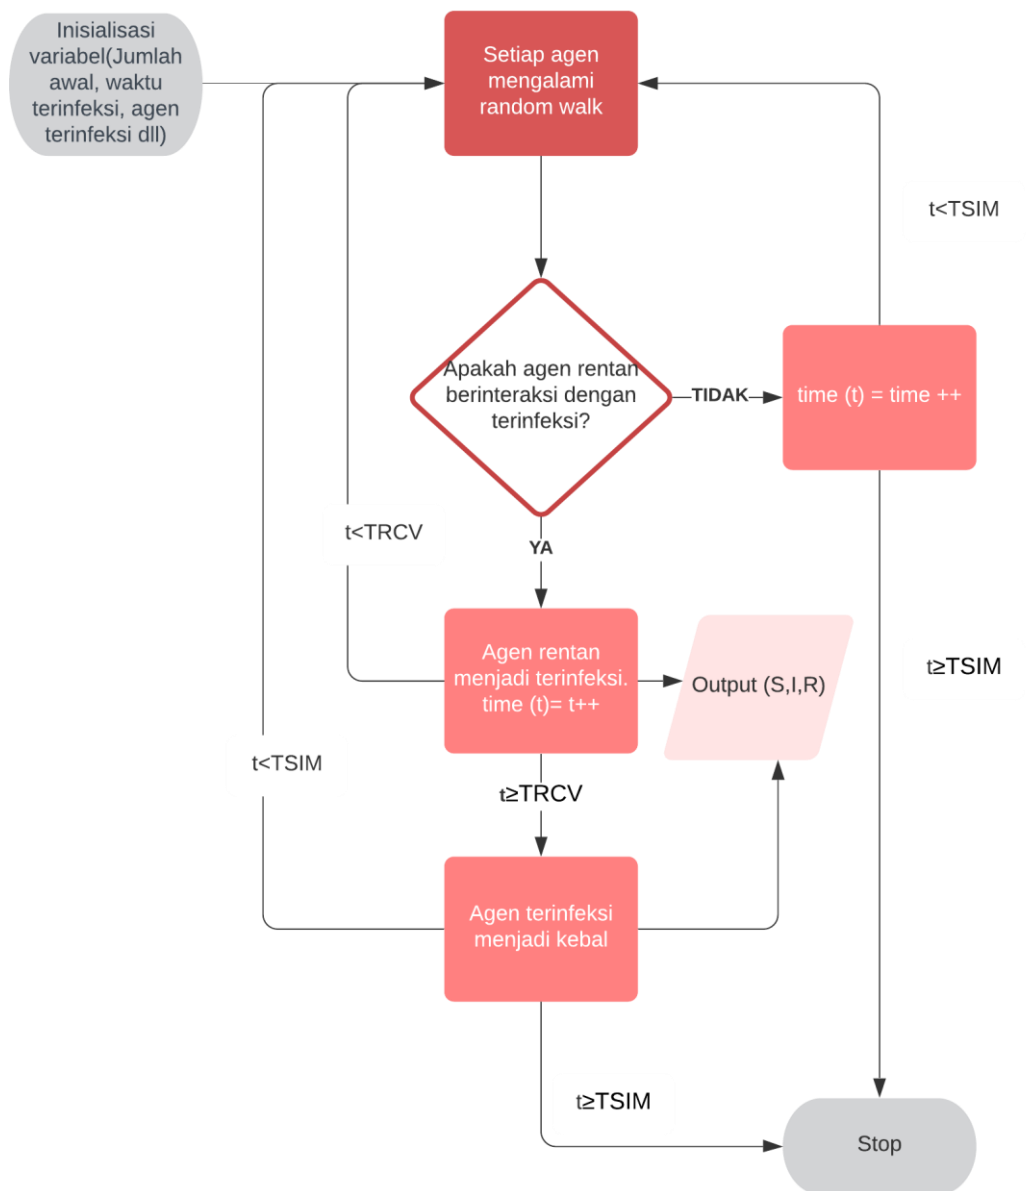 Inisialisasi
variabel(Jumlah
awal, waktu
terinfeksi, agen
terinfeksi dll)
Setiap agen
mengalami
random walk
t<TSIM
Apakah agen rentan
berinteraksi dengan
terinfeksi?
TIDAK
time (t) = time ++
t<TRCV
YA
Agen rentan
menjadi terinfeksi.
time (t)= t++
Output (S,I,R)
t≥TSIM
t<TSIM
t≥TRCV
Agen terinfeksi
menjadi kebal
t≥TSIM
Stop